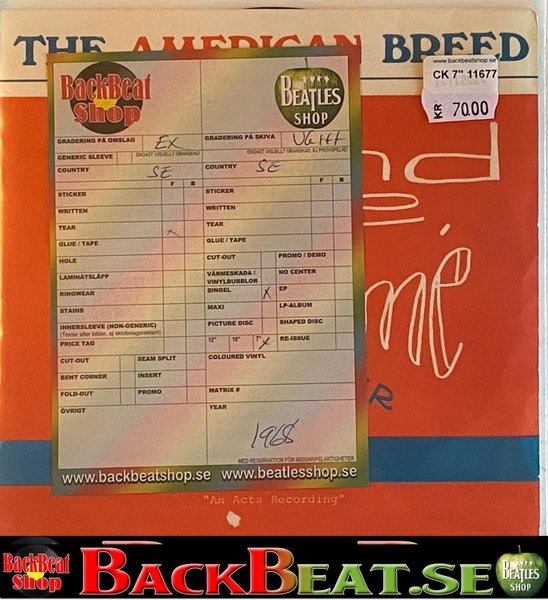 THE AMERICAN BREED
www.backbeatshop.se
CK 7" 11677
KR 70.00
BackBeat
Shop
BEATLES
SHOP
GRADERING PÅ OMSLAG EX
GRADERING PÅ SKIVA VG+++
ENDAST VISUELLT GRANSKAD
ENDAST VISUELLT GRANSKAD, EJ PROVSPELAD
GENERIC SLEEVE
COUNTRY SE
F B
STICKER
WRITTEN
TEAR x
GLUE / TAPE
HOLE
LAMINATSLÄPP
RINGWEAR
STAINS
INNERSLEEVE (NON-GENERIC)
(Texter eller bilder, ej skivbolagsreklam)
PRICE TAG
CUT-OUT SEAM SPLIT
BENT CORNER INSERT
FOLD-OUT PROMO
ÖVRIGT
COUNTRY SE
F B
STICKER
WRITTEN
TEAR
GLUE / TAPE
CUT-OUT PROMO / DEMO
VÄRMESKADA /
VINYLBUBBLOR
NO CENTER
SINGEL x EP
MAXI LP-ALBUM
PICTURE DISC SHAPED DISC
12" 10" 7" x RE-ISSUE
COLOURED VINYL
MATRIX #
YEAR
1968
MED RESERVATION FÖR MISSAR/FELAKTIGHETER
www.backbeatshop.se www.beatlesshop.se
"An Acta Recording"
BackBeat
Shop
BACKBEAT.SE
BEATLES
SHOP